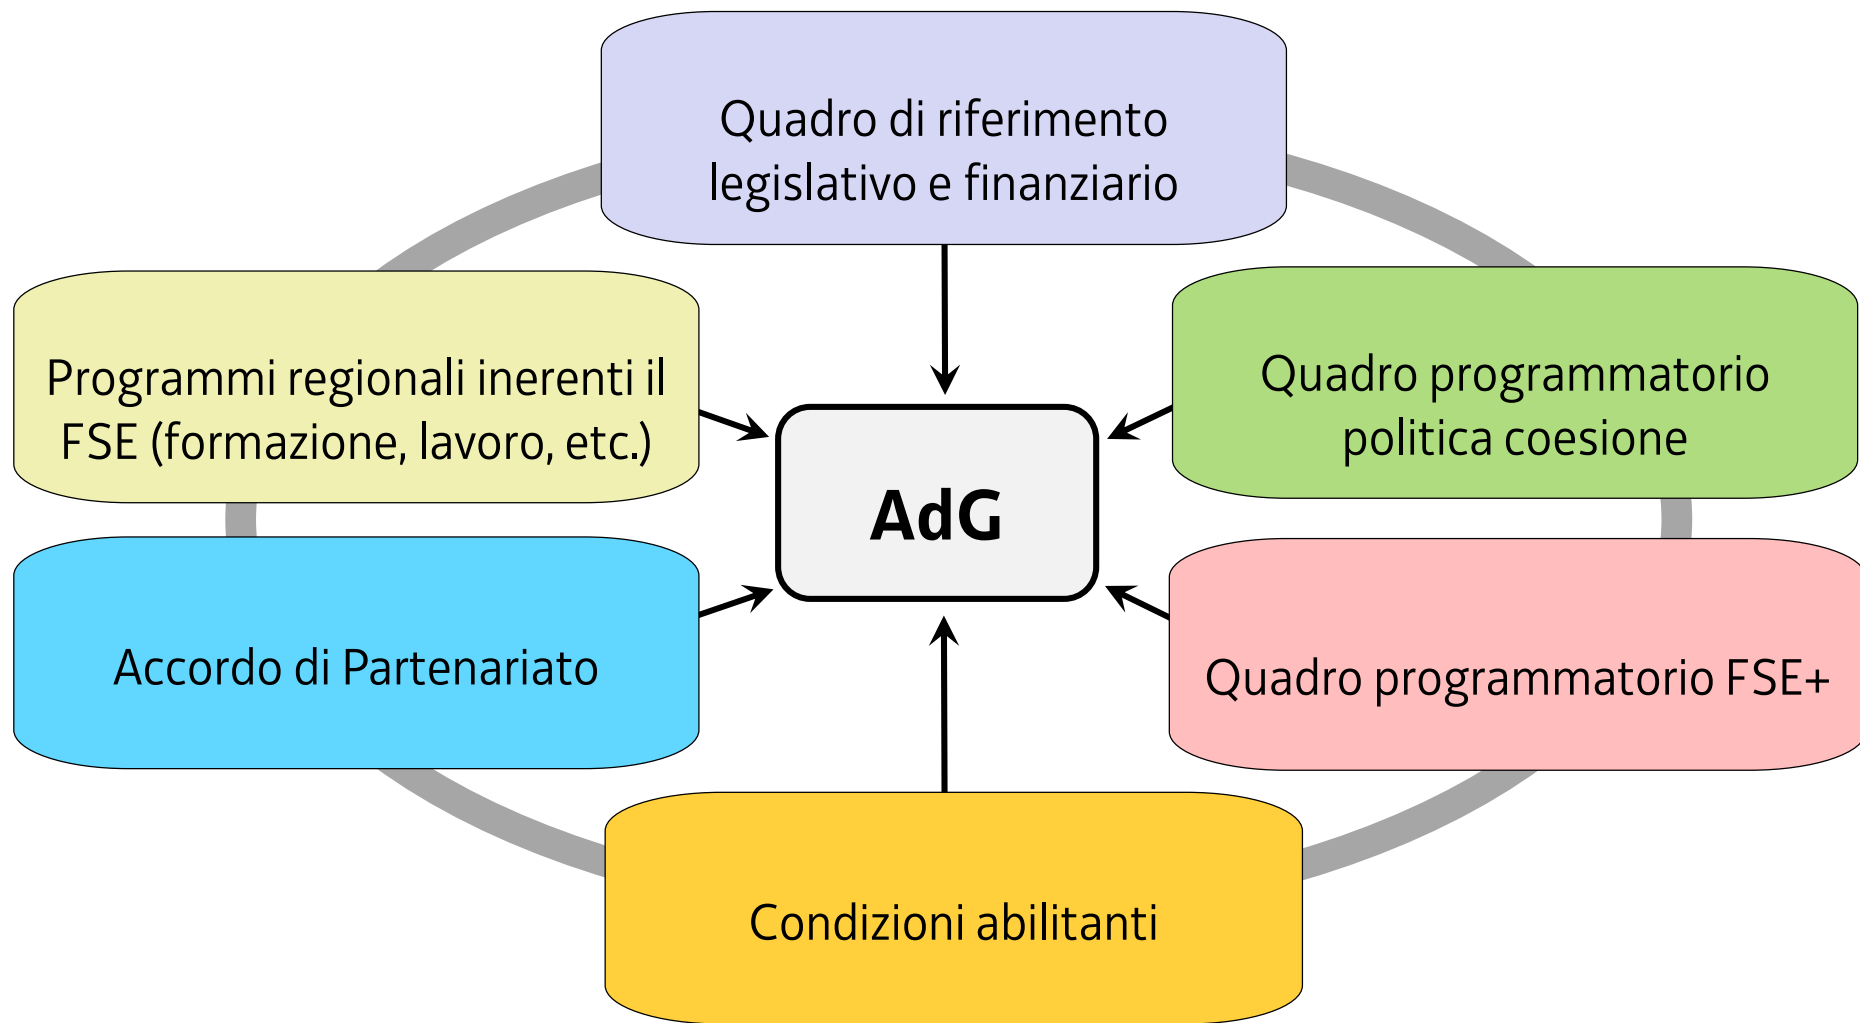 Quadro di riferimento
legislativo e finanziario
Programmi regionali inerenti il
FSE (formazione, lavoro, etc.)
Quadro programmatorio
politica coesione
AdG
Accordo di Partenariato
Quadro programmatorio FSE+
Condizioni abilitanti